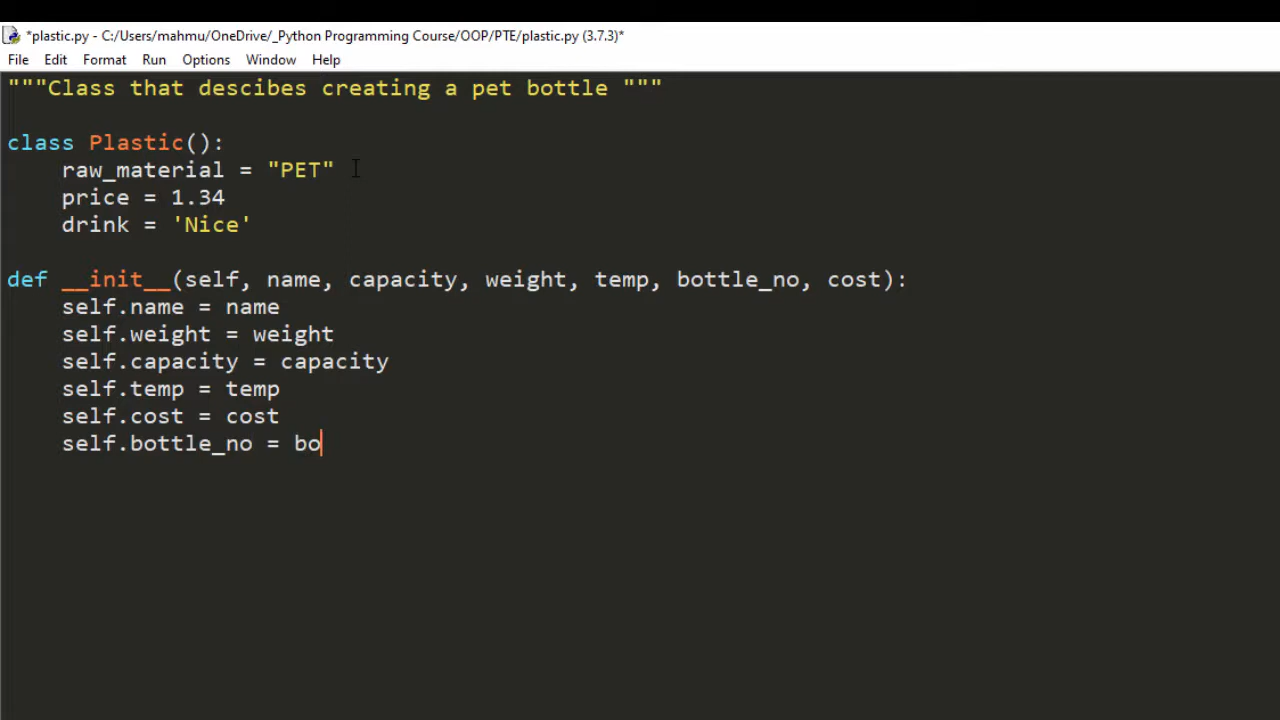 *plastic.py - C:/Users/mahmu/OneDrive/_Python Programming Course/OOP/PTE/plastic.py (3.7.3)*
File Edit Format Run Options Window Help
"""Class that descibes creating a pet bottle """
class Plastic():
    raw_material = "PET"
    price = 1.34
    drink = 'Nice'
def __init__(self, name, capacity, weight, temp, bottle_no, cost):
    self.name = name
    self.weight = weight
    self.capacity = capacity
    self.temp = temp
    self.cost = cost
    self.bottle_no = bo